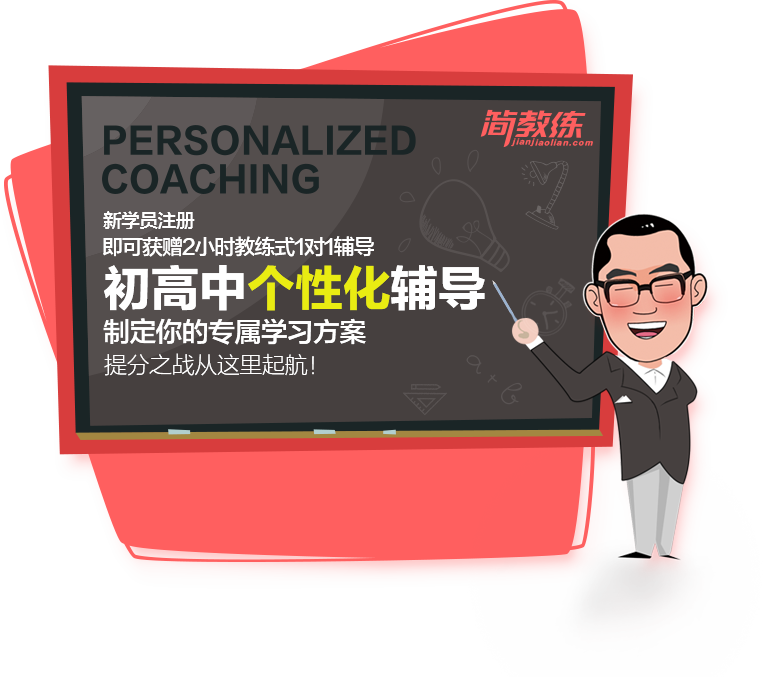 PERSONALIZED
COACHING
简教练
jianjiaolian.com
新学员注册
即可获赠2小时教练式1对1辅导
初高中个性化辅导
制定你的专属学习方案
提分之战从这里起航！
a+b